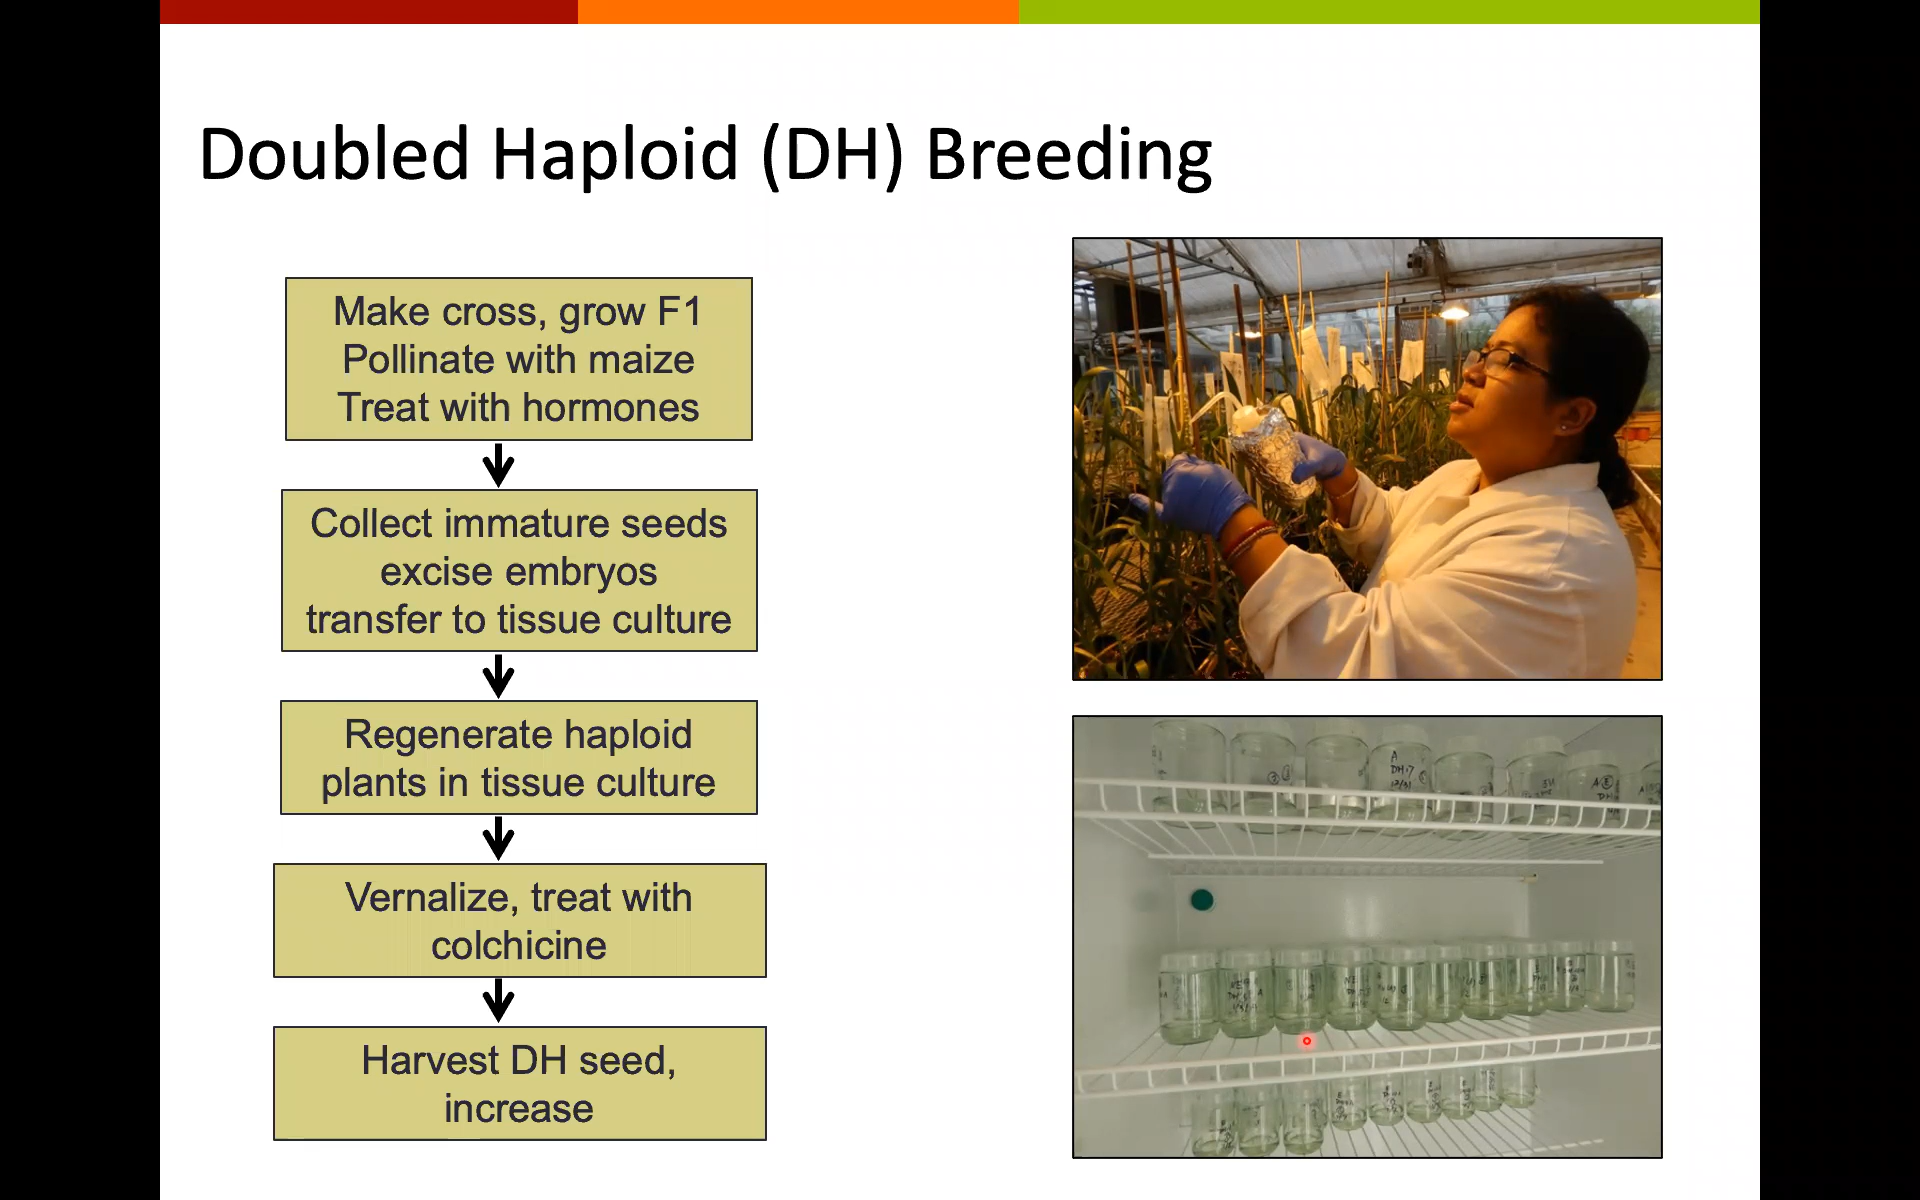 Doubled Haploid (DH) Breeding
Make cross, grow F1
Pollinate with maize
Treat with hormones
Collect immature seeds
excise embryos
transfer to tissue culture
Regenerate haploid
plants in tissue culture
Vernalize, treat with
colchicine
Harvest DH seed,
increase